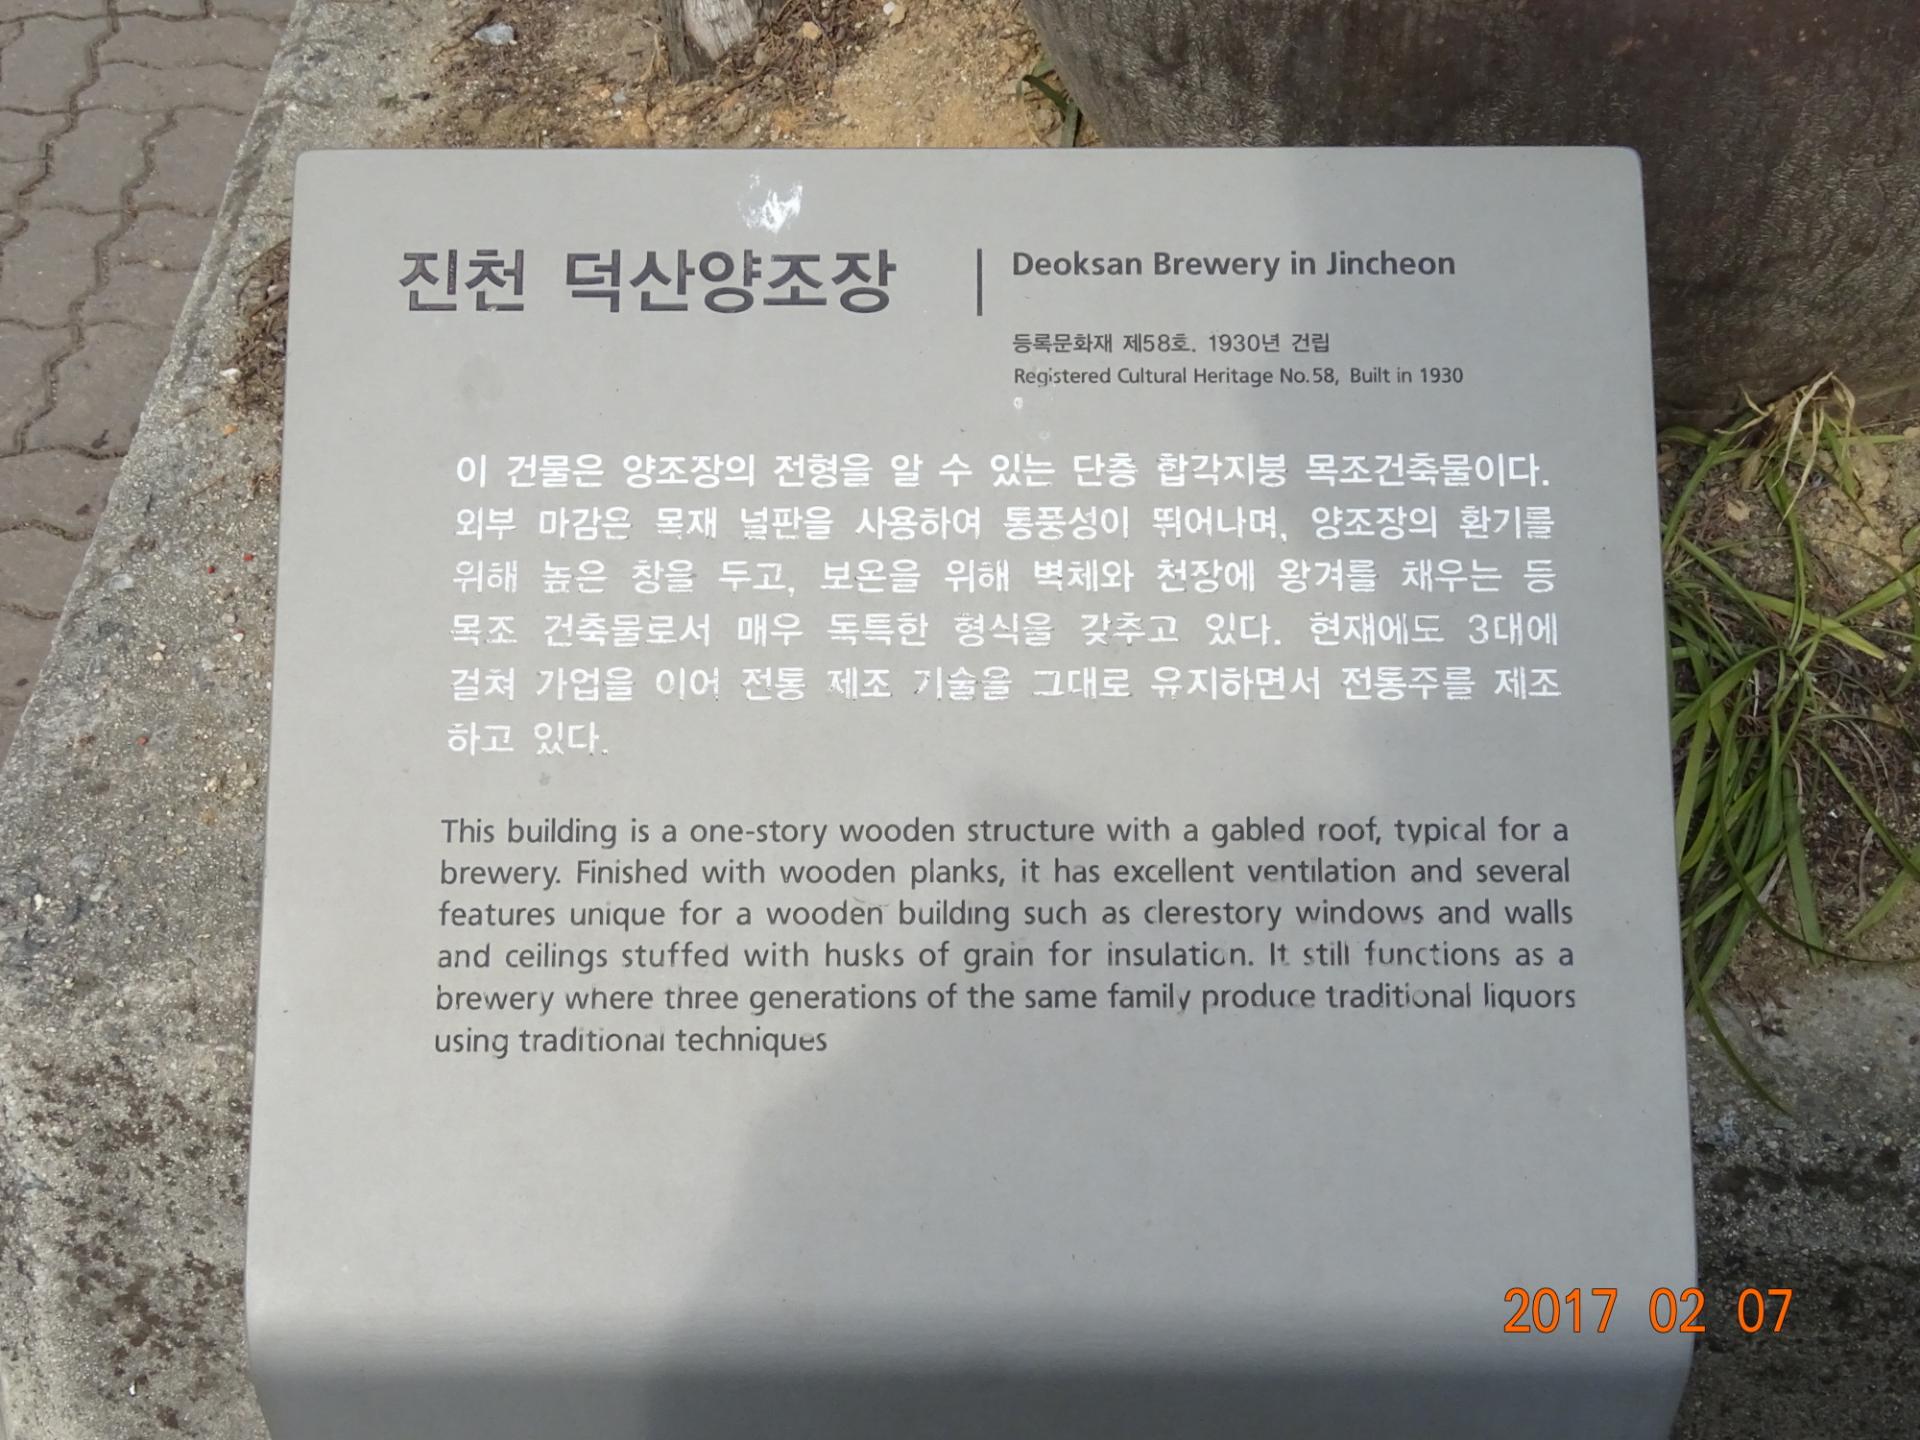 진천 덕산양조장
Deoksan Brewery in Jincheon
등록문화재 제58호. 1930년 건립
Registered Cultural Heritage No.58, Built in 1930
이 건물은 양조장의 전형을 알 수 있는 단층 합각지붕 목조건축물이다.
외부 마감은 목재 널판을 사용하여 통풍성이 뛰어나며, 양조장의 환기를
위해 높은 창을 두고, 보온을 위해 벽체와 천장에 왕겨를 채우는 등
목조 건축물로서 매우 독특한 형식을 갖추고 있다. 현재에도 3대에
걸쳐 가업을 이어 전통 제조 기술을 그대로 유지하면서 전통주를 제조
하고 있다.
This building is a one-story wooden structure with a gabled roof, typical for a
brewery. Finished with wooden planks, it has excellent ventilation and several
features unique for a wooden building such as clerestory windows and walls
and ceilings stuffed with husks of grain for insulation. It still functions as a
brewery where three generations of the same family produce traditional liquors
using traditional techniques
2017 02 07